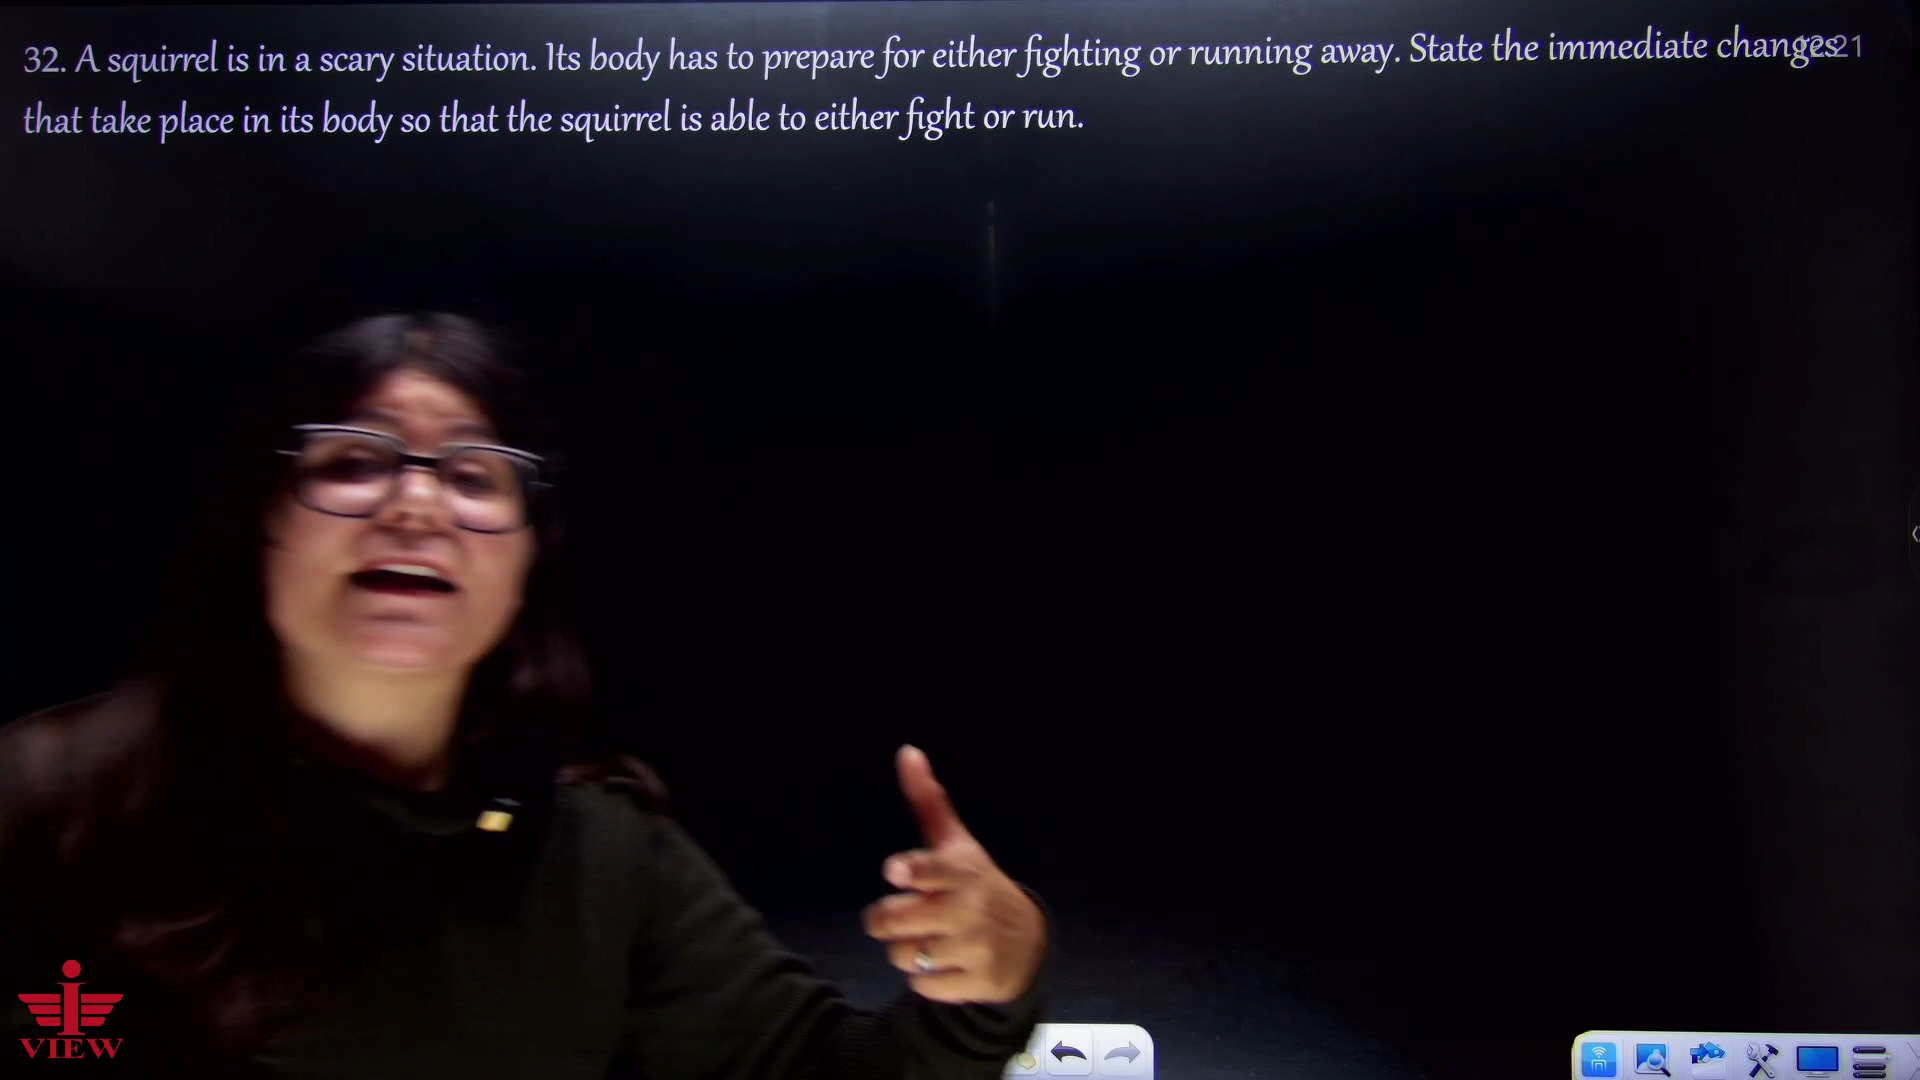 32. A squirrel is in a scary situation. Its body has to prepare for either fighting or running away. State the immediate changes
that take place in its body so that the squirrel is able to either fight or run.
VIEW